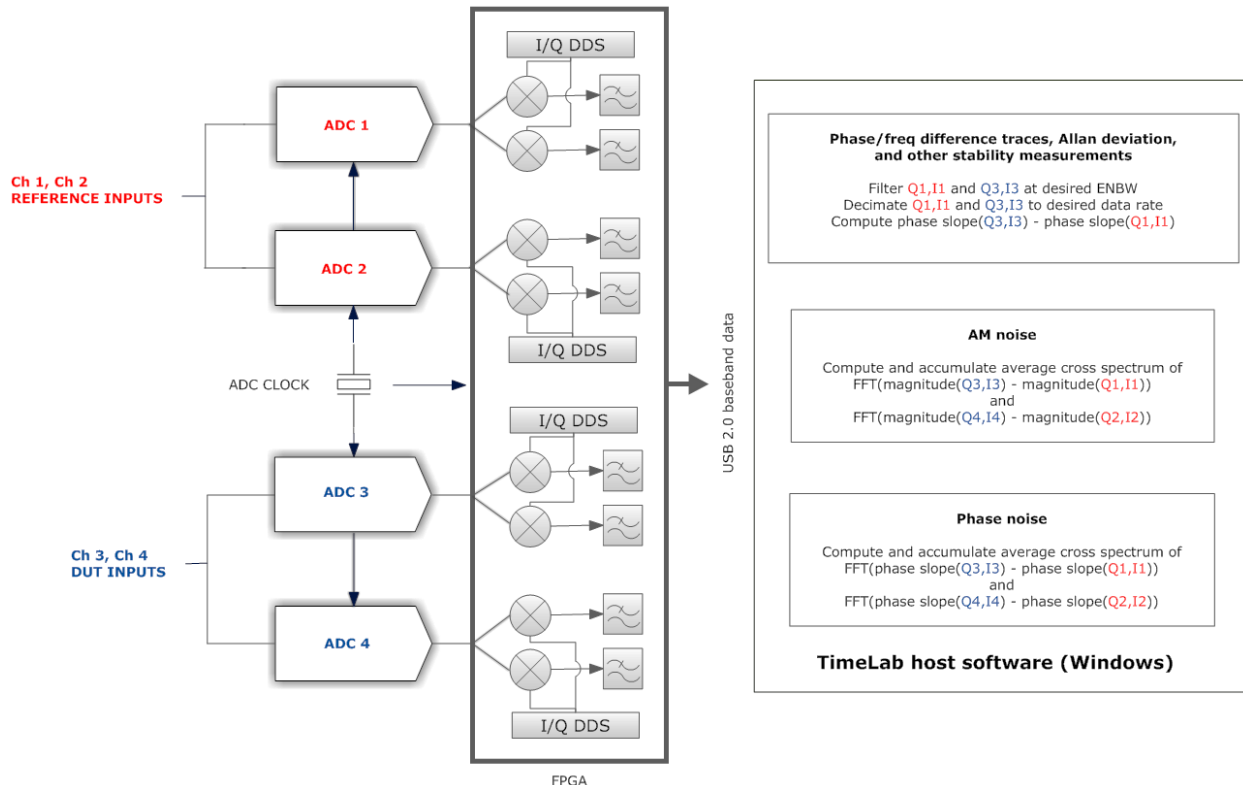 I/Q DDS
ADC 1
Ch 1, Ch 2
REFERENCE INPUTS
ADC 2
I/Q DDS
ADC CLOCK
I/Q DDS
ADC 3
Ch 3, Ch 4
DUT INPUTS
ADC 4
I/Q DDS
FPGA
USB 2.0 baseband data
Phase/freq difference traces, Allan deviation,
and other stability measurements
Filter Q1,I1 and Q3,I3 at desired ENBW
Decimate Q1,I1 and Q3,I3 to desired data rate
Compute phase slope(Q3,I3) - phase slope(Q1,I1)
AM noise
Compute and accumulate average cross spectrum of
FFT(magnitude(Q3,I3) - magnitude(Q1,I1))
and
FFT(magnitude(Q4,I4) - magnitude(Q2,I2))
Phase noise
Compute and accumulate average cross spectrum of
FFT(phase slope(Q3,I3) - phase slope(Q1,I1))
and
FFT(phase slope(Q4,I4) - phase slope(Q2,I2))
TimeLab host software (Windows)